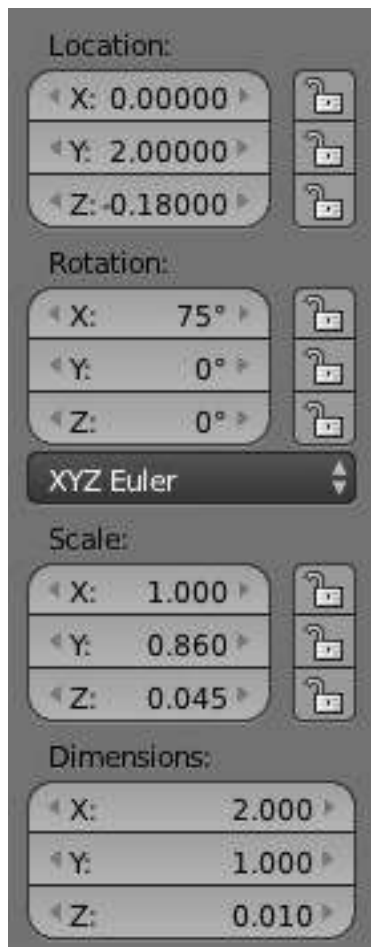 Location:
X: 0.00000
Y: 2.00000
Z: -0.18000
Rotation:
X: 75°
Y: 0°
Z: 0°
XYZ Euler
Scale:
X: 1.000
Y: 0.860
Z: 0.045
Dimensions:
X: 2.000
Y: 1.000
Z: 0.010